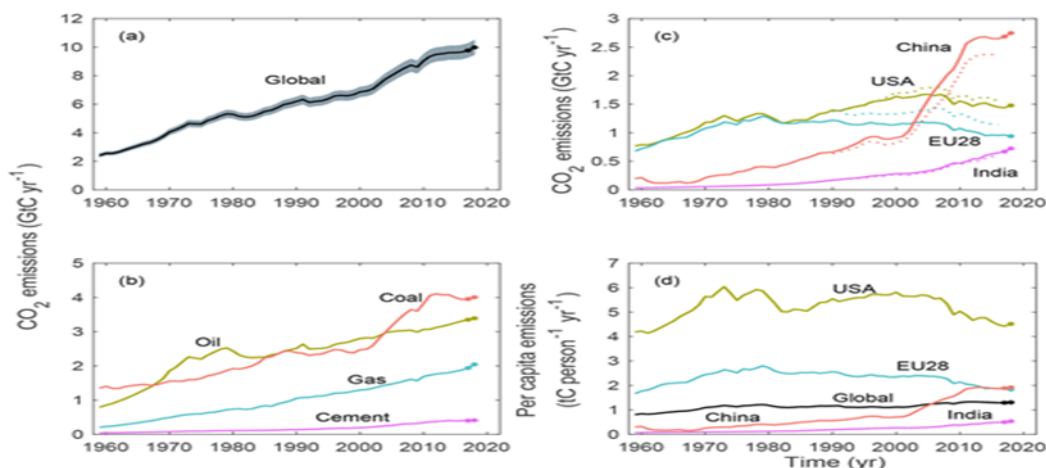 CO2 emissions (GtC yr-1)
(a)
Global
12
10
8
6
4
2
0
1960 1970 1980 1990 2000 2010 2020
(c)
China
USA
EU28
India
CO2 emissions (GtC yr-1)
3
2.5
2
1.5
1
0.5
0
1960 1970 1980 1990 2000 2010 2020
(b)
Coal
Oil
Gas
Cement
5
4
3
2
1
0
1960 1970 1980 1990 2000 2010 2020
(d)
USA
EU28
Global
China
India
Per capita emissions
(tC person-1 yr-1)
7
6
5
4
3
2
1
0
1960 1970 1980 1990 2000 2010 2020
Time (yr)